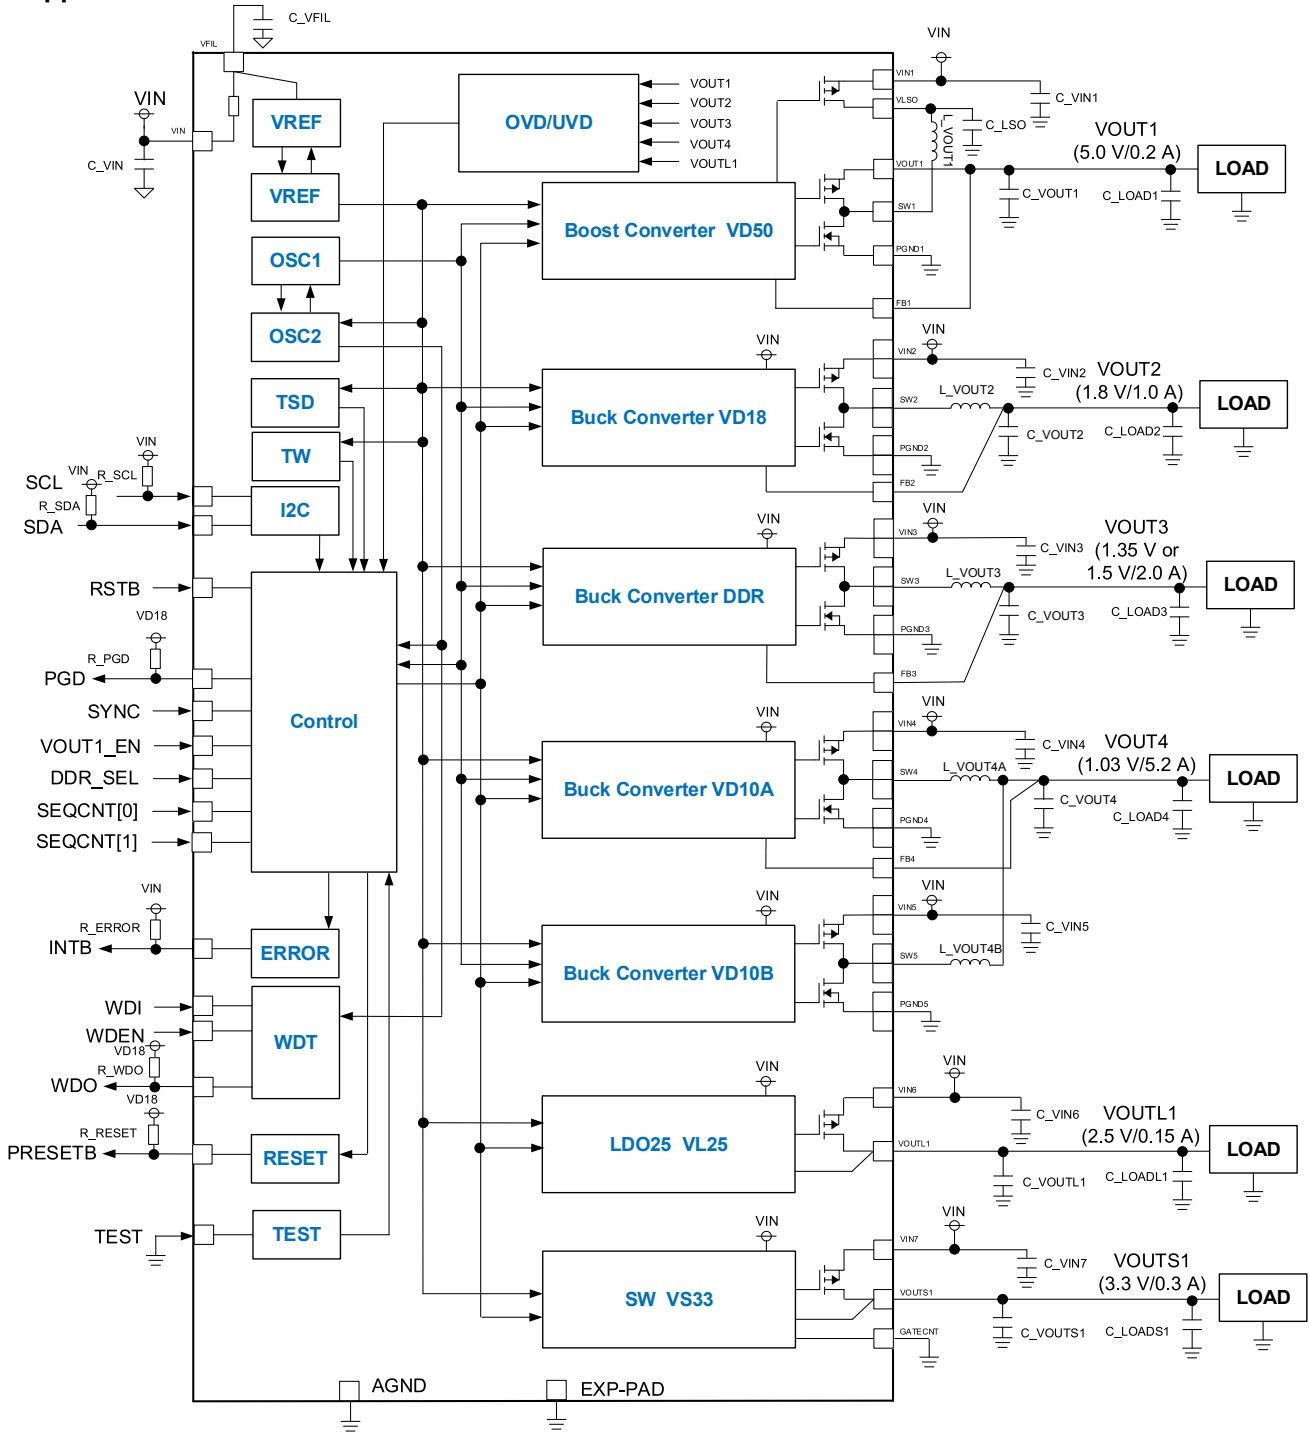 C_VFIL
VFIL
VIN
VIN
C_VIN
VREF
VREF
OSC1
OSC2
TSD
TW
I2C
OVD/UVD
VOUT1
VOUT2
VOUT3
VOUT4
VOUTL1
Boost Converter VD50
VIN
VIN1
C_VIN1
VLSO
L_VOUT1
C_LSO
VOUT1
VOUT1
(5.0 V/0.2 A)
LOAD
C_VOUT1
C_LOAD1
SW1
PGND1
FB1
VIN
Buck Converter VD18
VIN
VIN2
C_VIN2
VOUT2
(1.8 V/1.0 A)
LOAD
SW2
L_VOUT2
C_VOUT2
C_LOAD2
PGND2
FB2
VIN
SCL
R_SCL
VIN
SDA
R_SDA
VIN
Buck Converter DDR
VIN
VIN3
C_VIN3
VOUT3
(1.35 V or
1.5 V/2.0 A)
LOAD
SW3
L_VOUT3
C_VOUT3
C_LOAD3
PGND3
FB3
RSTB
VD18
R_PGD
PGD
SYNC
VOUT1_EN
DDR_SEL
SEQCNT[0]
SEQCNT[1]
Control
VIN
Buck Converter VD10A
VIN
VIN4
C_VIN4
VOUT4
(1.03 V/5.2 A)
LOAD
SW4
L_VOUT4A
C_VOUT4
C_LOAD4
PGND4
FB4
VIN
R_ERROR
INTB
ERROR
VIN
Buck Converter VD10B
VIN
VIN5
C_VIN5
SW5
L_VOUT4B
PGND5
WDI
WDEN
VD18
R_WDO
WDO
WDT
VD18
R_RESET
PRESETB
RESET
TEST
TEST
VIN
LDO25 VL25
VIN
VIN6
C_VIN6
VOUTL1
(2.5 V/0.15 A)
LOAD
VOUTL1
C_VOUTL1
C_LOADL1
VIN
SW VS33
VIN
VIN7
C_VIN7
VOUTS1
(3.3 V/0.3 A)
LOAD
VOUTS1
C_VOUTS1
C_LOADS1
GATECNT
AGND
EXP-PAD